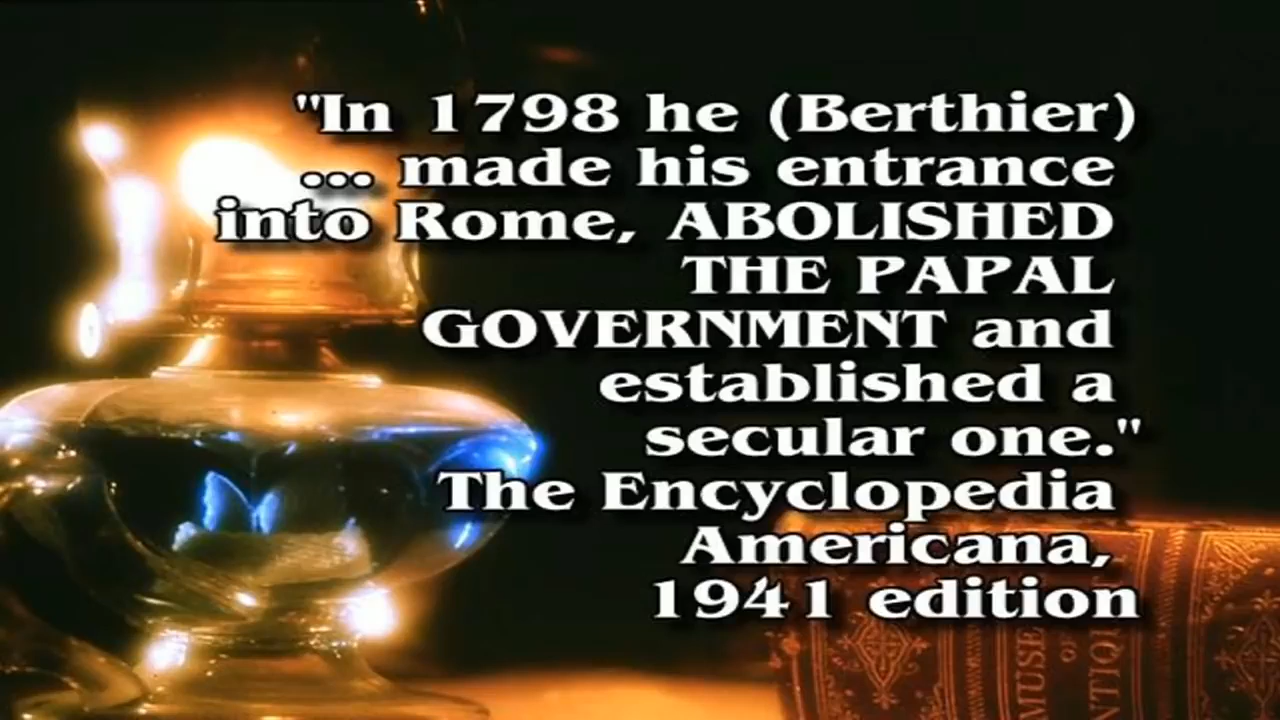 "In 1798 he (Berthier)
... made his entrance
into Rome, ABOLISHED
THE PAPAL
GOVERNMENT and
established a
secular one."
The Encyclopedia
Americana,
1941 edition
OF